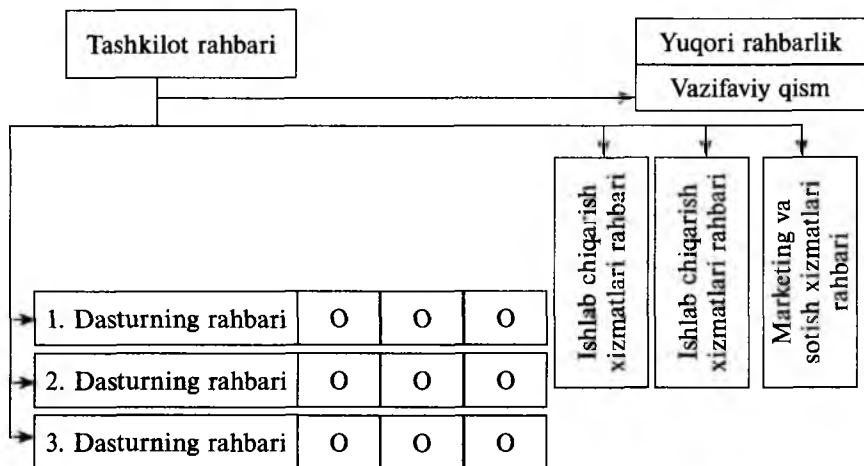 Tashkilot rahbari
Yuqori rahbarlik
Vazifaviy qism
Ishlab chiqarish
xizmatlari rahbari
Ishlab chiqarish
xizmatlari rahbari
Marketing va
sotish xizmatlari
rahbari
1. Dasturning rahbari O O O
2. Dasturning rahbari O O O
3. Dasturning rahbari O O O